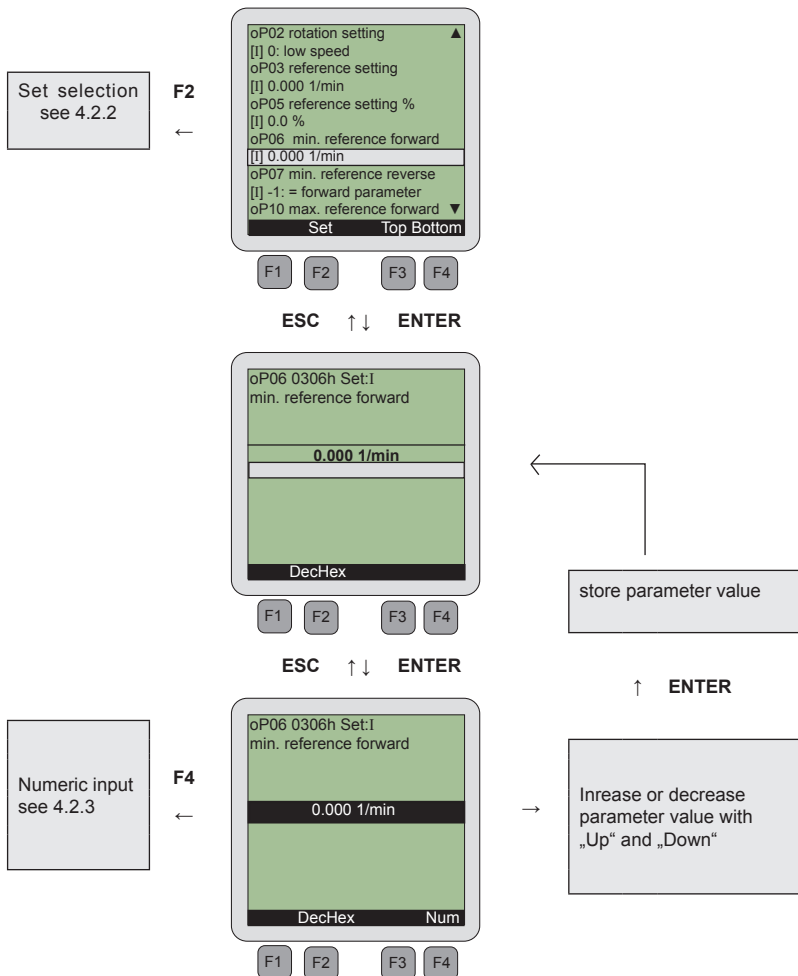 oP02 rotation setting ▲
[I] 0: low speed
oP03 reference setting
[I] 0.000 1/min
oP05 reference setting %
[I] 0.0 %
oP06 min. reference forward
[I] 0.000 1/min
oP07 min. reference reverse
[I] -1: = forward parameter
oP10 max. reference forward ▼
Set Top Bottom
Set selection
see 4.2.2
F2
←
F1 F2 F3 F4
ESC ↑↓ ENTER
oP06 0306h Set:I
min. reference forward
0.000 1/min
DecHex
F1 F2 F3 F4
store parameter value
ESC ↑↓ ENTER
↑ ENTER
oP06 0306h Set:I
min. reference forward
0.000 1/min
DecHex Num
Numeric input
see 4.2.3
F4
←
→
Inrease or decrease
parameter value with
„Up“ and „Down“
F1 F2 F3 F4